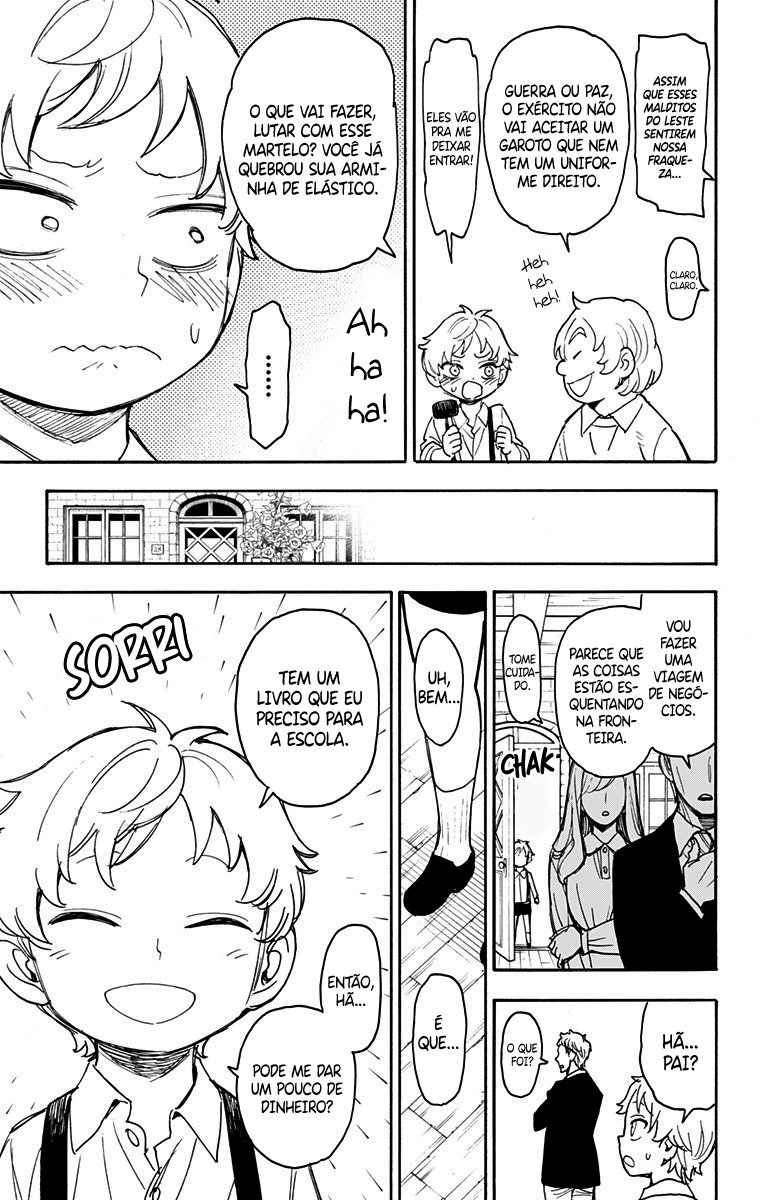 ASSIM
QUE ESSES
MALDITOS
DO LESTE
SENTIREM
NOSSA
FRAQUE-
ZA...
CLARO,
CLARO.
GUERRA OU PAZ,
O EXÉRCITO NÃO
VAI ACEITAR UM
GAROTO QUE NEM
TEM UM UNIFOR-
ME DIREITO.
Heh
heh
heh!
ELES VÃO
PRA ME
DEIXAR
ENTRAR!
O QUE VAI FAZER,
LUTAR COM ESSE
MARTELO? VOCÊ JÁ
QUEBROU SUA ARMI-
NHA DE ELÁSTICO.
Ah
ha
ha!
......
28
VOU
FAZER
UMA
VIAGEM
DE NEGÓ-
CIOS.
PARECE QUE
AS COISAS
ESTÃO ES-
QUENTANDO
NA FRON-
TEIRA.
TOME
CUIDA-
DO.
CHAK
HÃ...
PAI?
O QUE
FOI?
UH,
BEM...
É
QUE...
SORRI
TEM UM
LIVRO QUE EU
PRECISO PARA
A ESCOLA.
ENTÃO,
HÃ...
PODE ME DAR
UM POUCO DE
DINHEIRO?